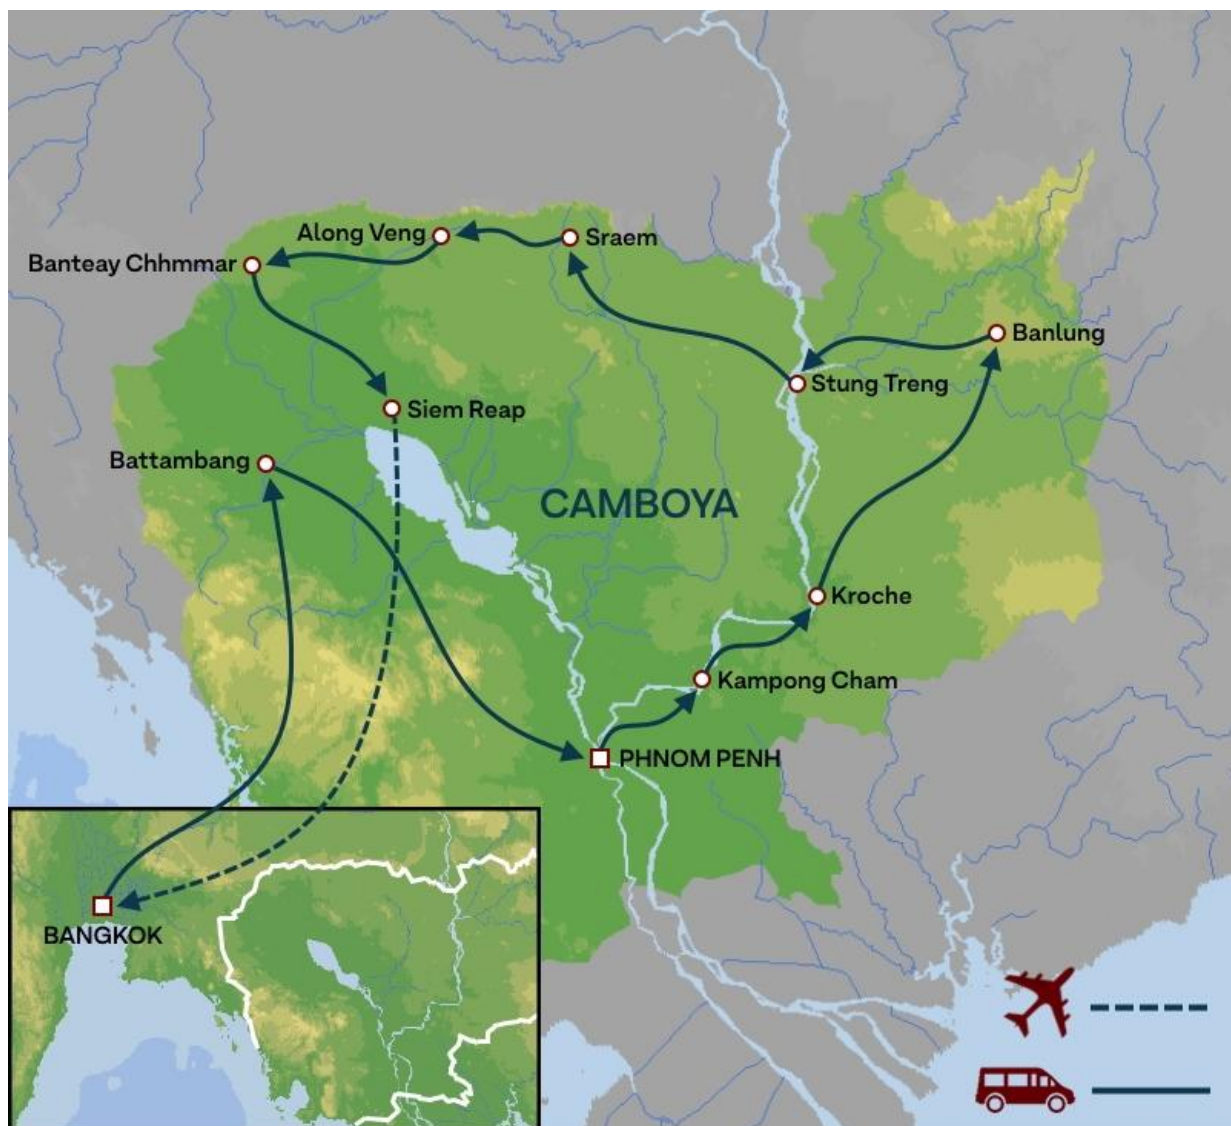 Along Veng
Sraem
Banteay Chhmmar
Banlung
Stung Treng
Siem Reap
Battambang
CAMBOYA
Kroche
Kampong Cham
PHNOM PENH
BANGKOK